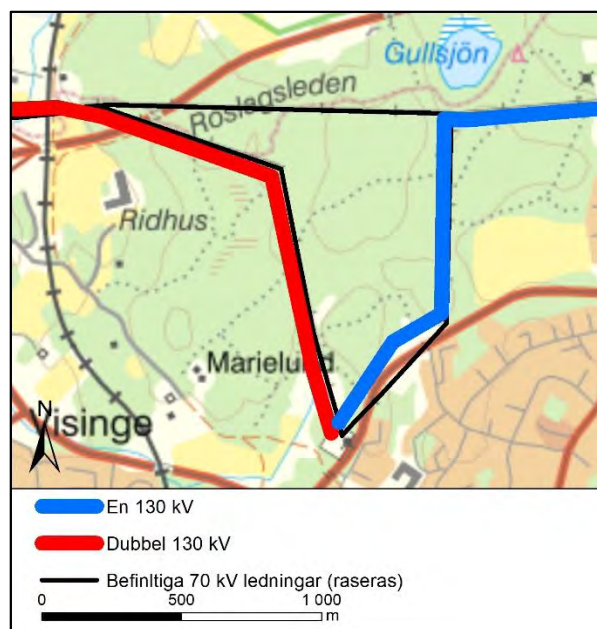 Gullsjön
Roslagsleden
Ridhus
Marielund
Visinge
N
En 130 kV
Dubbel 130 kV
Befinltiga 70 kV ledningar (raseras)
0 500 1 000
m